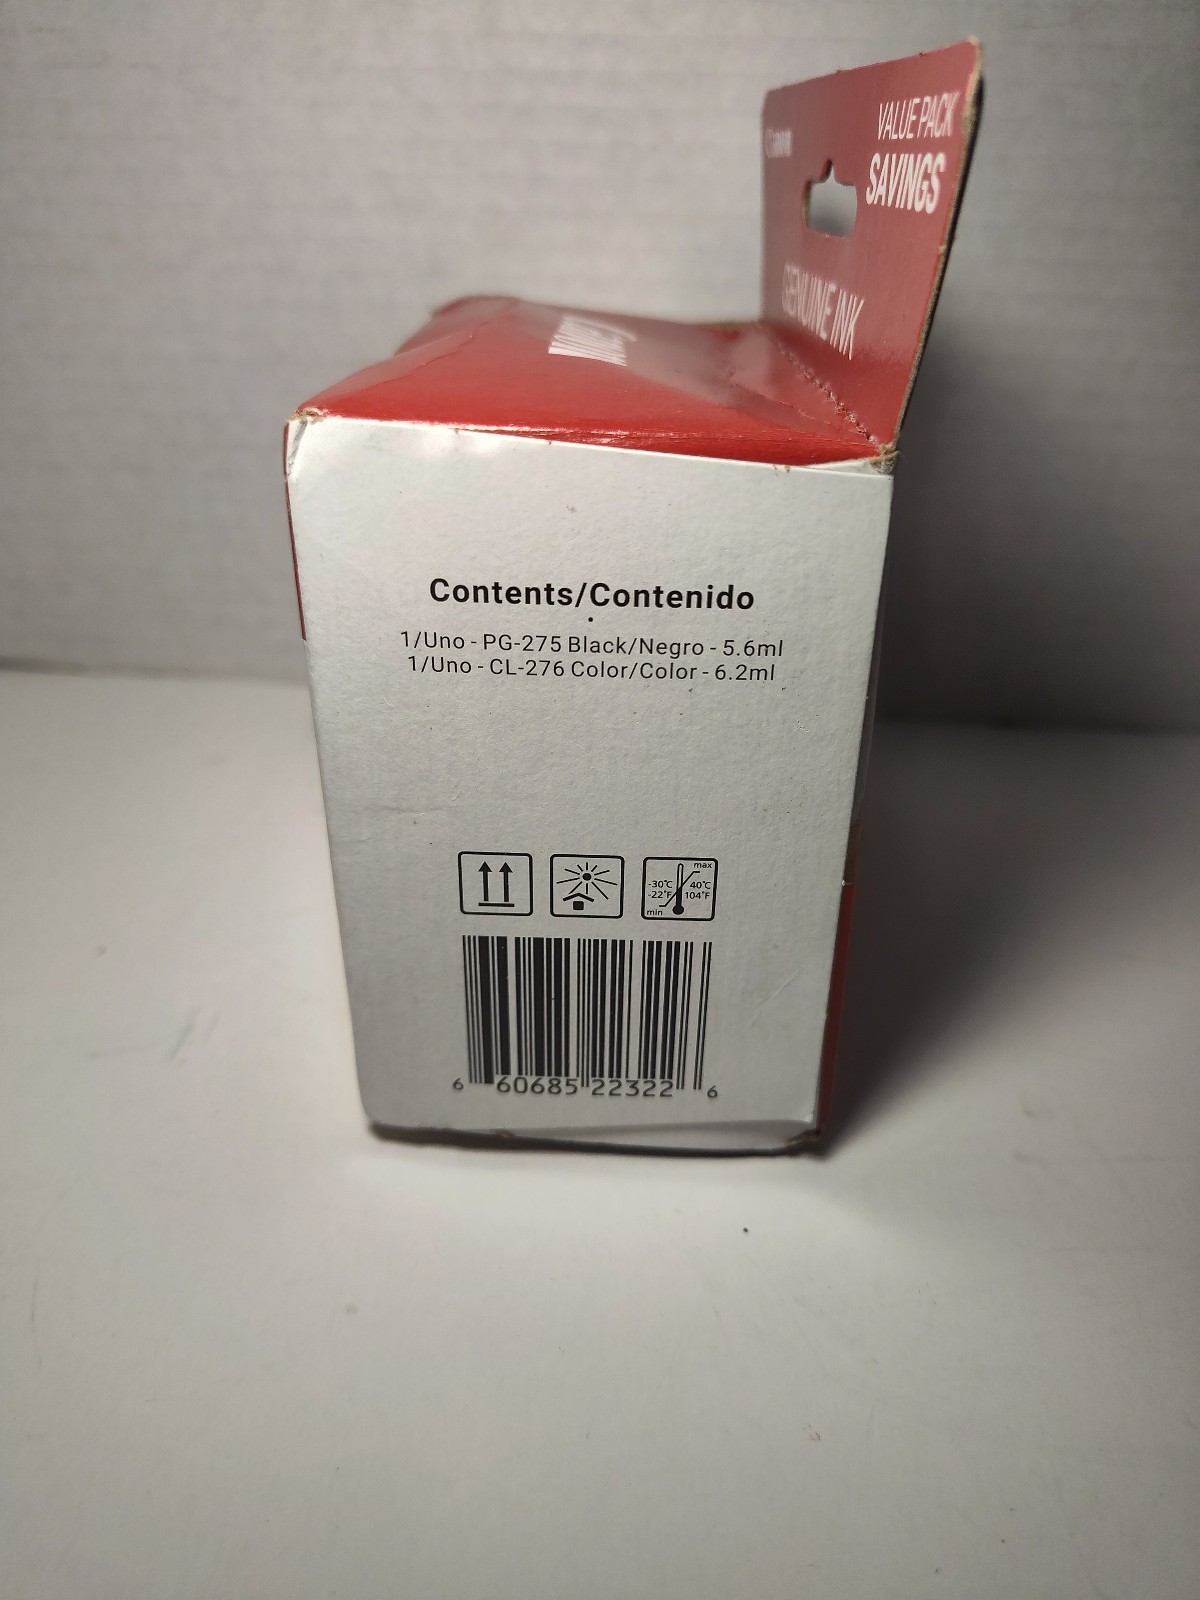 VALUE PACK
SAVINGS
GENUINE INK
Canon
Contents/Contenido
1/Uno - PG-275 Black/Negro - 5.6ml
1/Uno - CL-276 Color/Color - 6.2ml
max
-30°C 40°C
-22°F 104°F
min
6 60685 22322 6